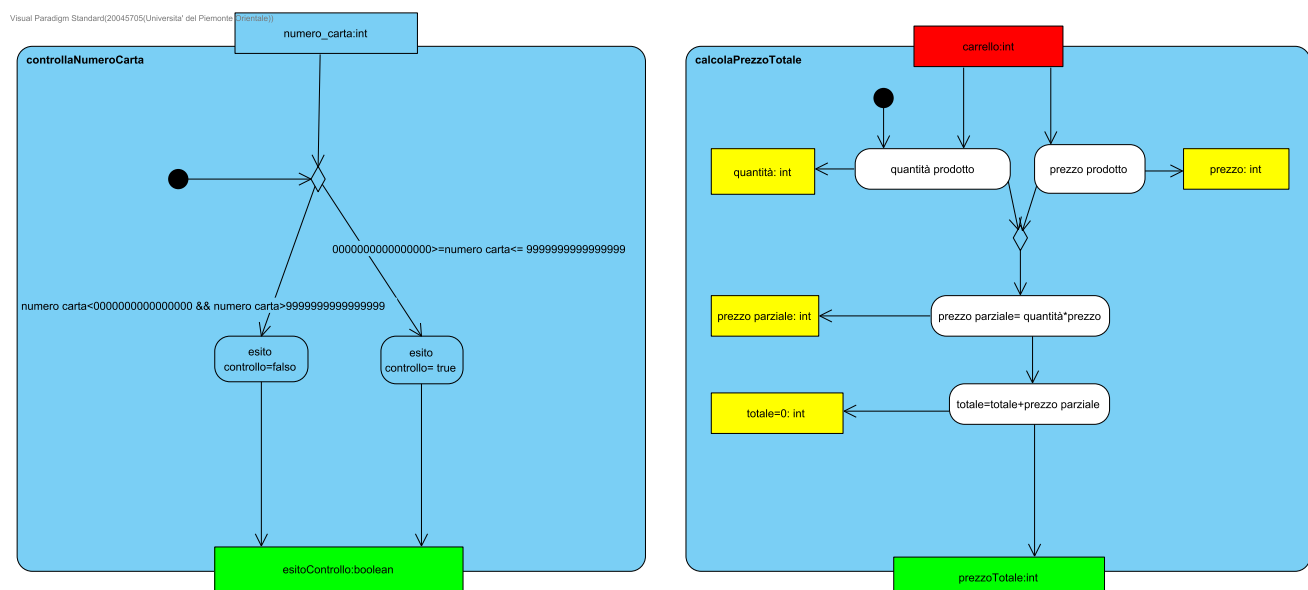 Visual Paradigm Standard(20045705(Universita' del Piemonte Orientale))
numero_carta:int
controllaNumeroCarta
0000000000000000>=numero carta<= 9999999999999999
numero carta<0000000000000000 && numero carta>9999999999999999
esito
controllo=falso
esito
controllo= true
esitoControllo:boolean
carrello:int
calcolaPrezzoTotale
quantità: int
quantità prodotto
prezzo prodotto
prezzo: int
prezzo parziale: int
prezzo parziale= quantità*prezzo
totale=0: int
totale=totale+prezzo parziale
prezzoTotale:int